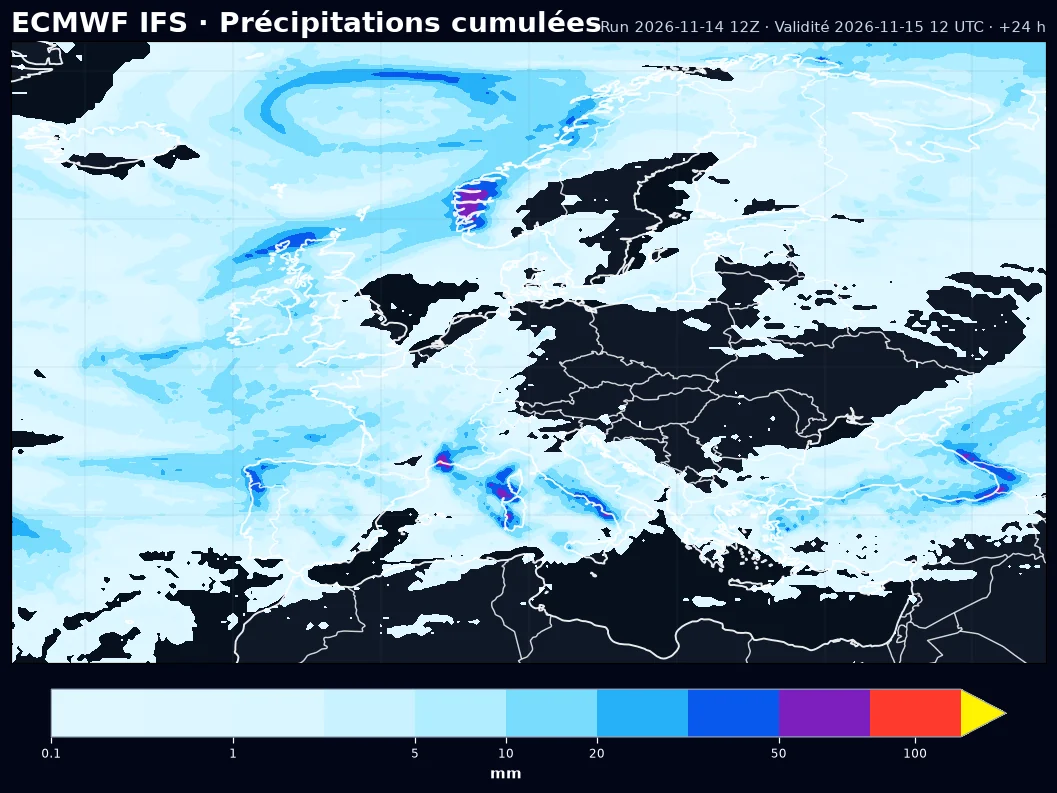 ECMWF IFS · Précipitations cumulées
Run 2026-11-14 12Z · Validité 2026-11-15 12 UTC · +24 h
0.1 1 5 10 20 50 100
mm